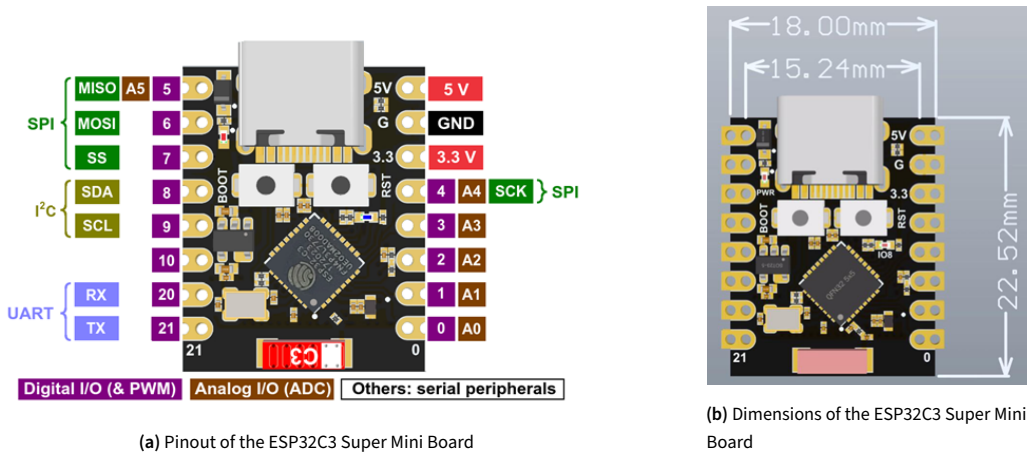 MISO A5 5
5V
5 V
SPI
MOSI
6
G
GND
SS
7
3.3
3.3 V
BOOT
RST
I²C
SDA
8
4 A4 SCK
SPI
SCL
9
3 A3
10
2 A2
UART
RX
20
1 A1
TX
21
0 A0
21
C3
0
Digital I/O (& PWM)
Analog I/O (ADC)
Others: serial peripherals
(a) Pinout of the ESP32C3 Super Mini Board
18.00mm
15.24mm
5V
G
PWR
3.3
BOOT
RST
IO8
QFN32 5x5
22.52mm
21
0
(b) Dimensions of the ESP32C3 Super Mini
Board